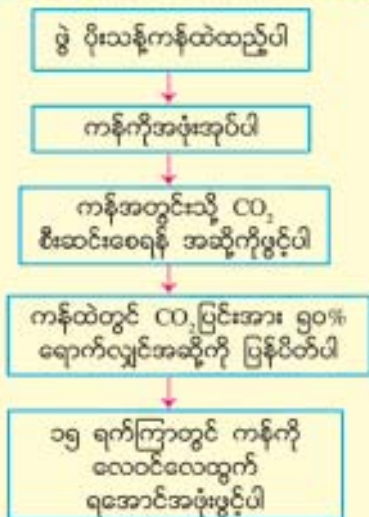 ဖွဲ ပိုးသန့်ကန်ထဲထည့်ပါ
ကန်ကိုအဖုံးအုပ်ပါ
ကန်အတွင်းသို့ CO₂
စီးဆင်းစေရန် အဆို့ကိုဖွင့်ပါ
ကန်ထဲတွင် CO₂ပြင်းအား ၅၀%
ရောက်လျှင်အဆို့ကို ပြန်ပိတ်ပါ
၁၅ ရက်ကြာတွင် ကန်ကို
လေဝင်လေထွက်
ရအောင်အဖုံးဖွင့်ပါ